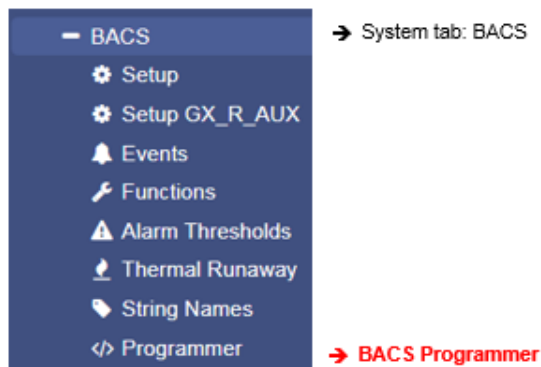 BACS → System tab: BACS
Setup
Setup GX_R_AUX
Events
Functions
Alarm Thresholds
Thermal Runaway
String Names
Programmer → BACS Programmer